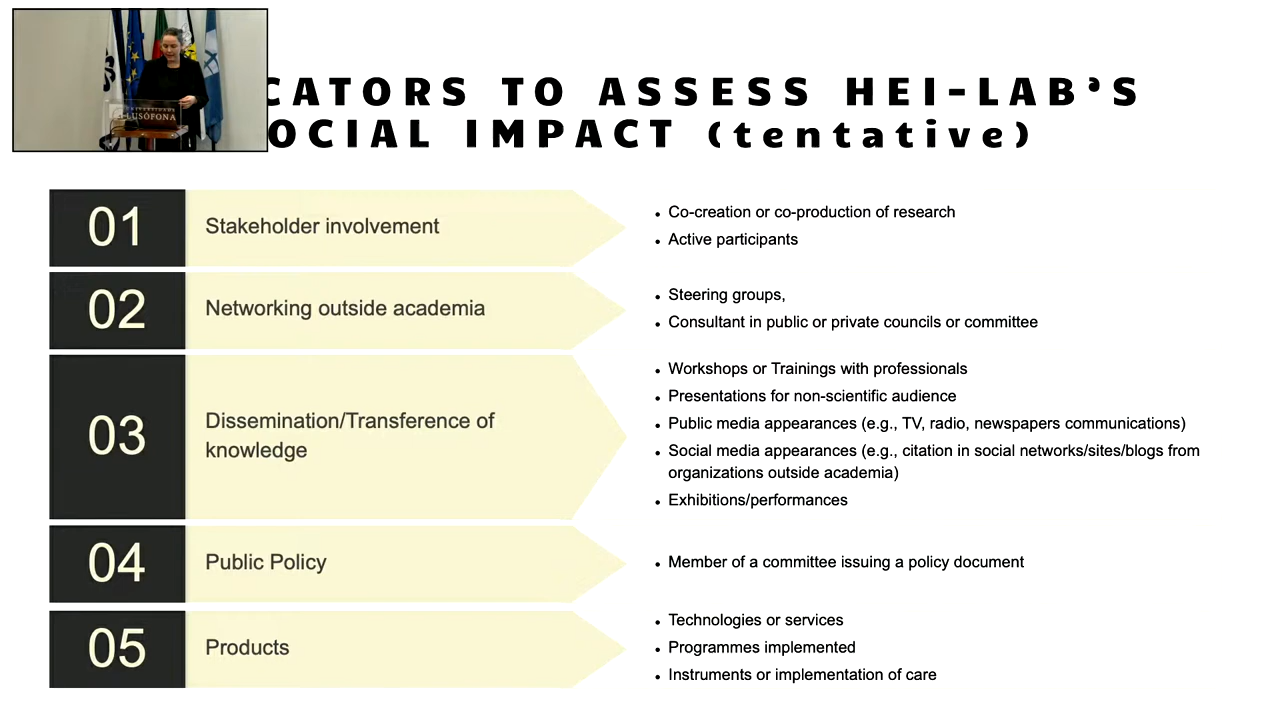 CATORS TO ASSESS HEI-LAB'S
OCIAL IMPACT (tentative)
LUSÓFONA
01
Stakeholder involvement
• Co-creation or co-production of research
• Active participants
02
Networking outside academia
• Steering groups,
• Consultant in public or private councils or committee
03
Dissemination/Transference of
knowledge
• Workshops or Trainings with professionals
• Presentations for non-scientific audience
• Public media appearances (e.g., TV, radio, newspapers communications)
• Social media appearances (e.g., citation in social networks/sites/blogs from
organizations outside academia)
• Exhibitions/performances
04
Public Policy
• Member of a committee issuing a policy document
05
Products
• Technologies or services
• Programmes implemented
• Instruments or implementation of care